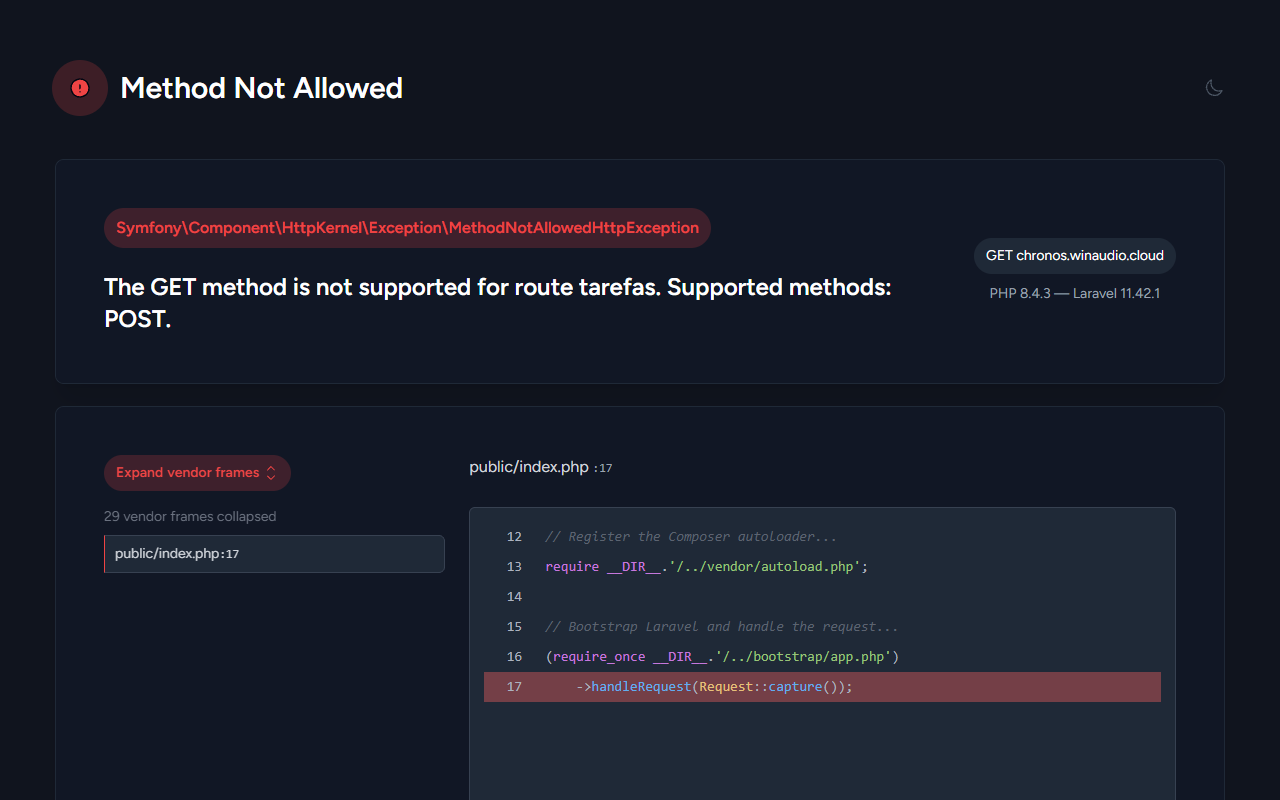 Method Not Allowed
Symfony\Component\HttpKernel\Exception\MethodNotAllowedHttpException
The GET method is not supported for route tarefas. Supported methods:
POST.
GET chronos.winaudio.cloud
PHP 8.4.3 — Laravel 11.42.1
Expand vendor frames
29 vendor frames collapsed
public/index.php:17
public/index.php :17
12 // Register the Composer autoloader...
13 require __DIR__.'/../vendor/autoload.php';
14
15 // Bootstrap Laravel and handle the request...
16 (require_once __DIR__.'/../bootstrap/app.php')
17     ->handleRequest(Request::capture());